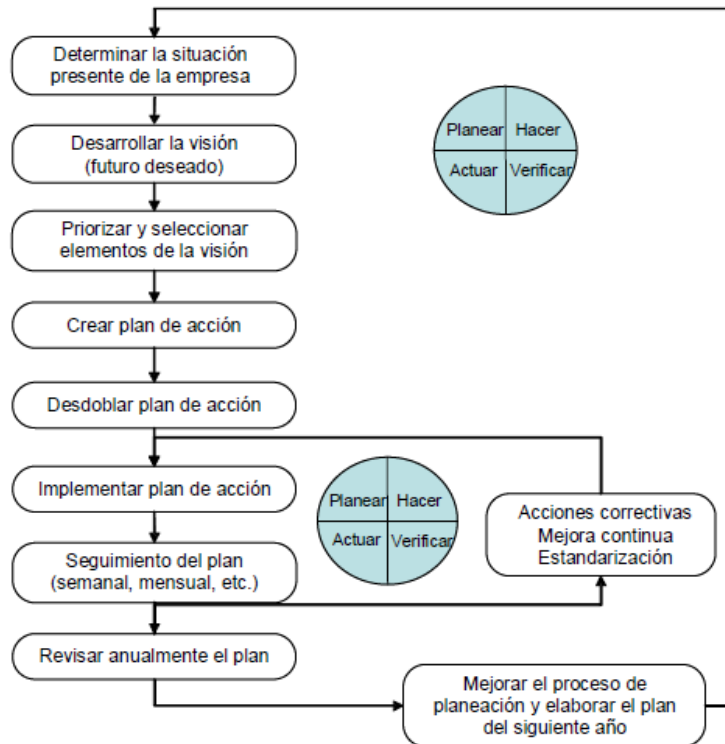 Determinar la situación
presente de la empresa
Planear
Hacer
Actuar
Verificar
Desarrollar la visión
(futuro deseado)
Priorizar y seleccionar
elementos de la visión
Crear plan de acción
Desdoblar plan de acción
Implementar plan de acción
Planear
Hacer
Actuar
Verificar
Acciones correctivas
Mejora continua
Estandarización
Seguimiento del plan
(semanal, mensual, etc.)
Revisar anualmente el plan
Mejorar el proceso de
planeación y elaborar el plan
del siguiente año